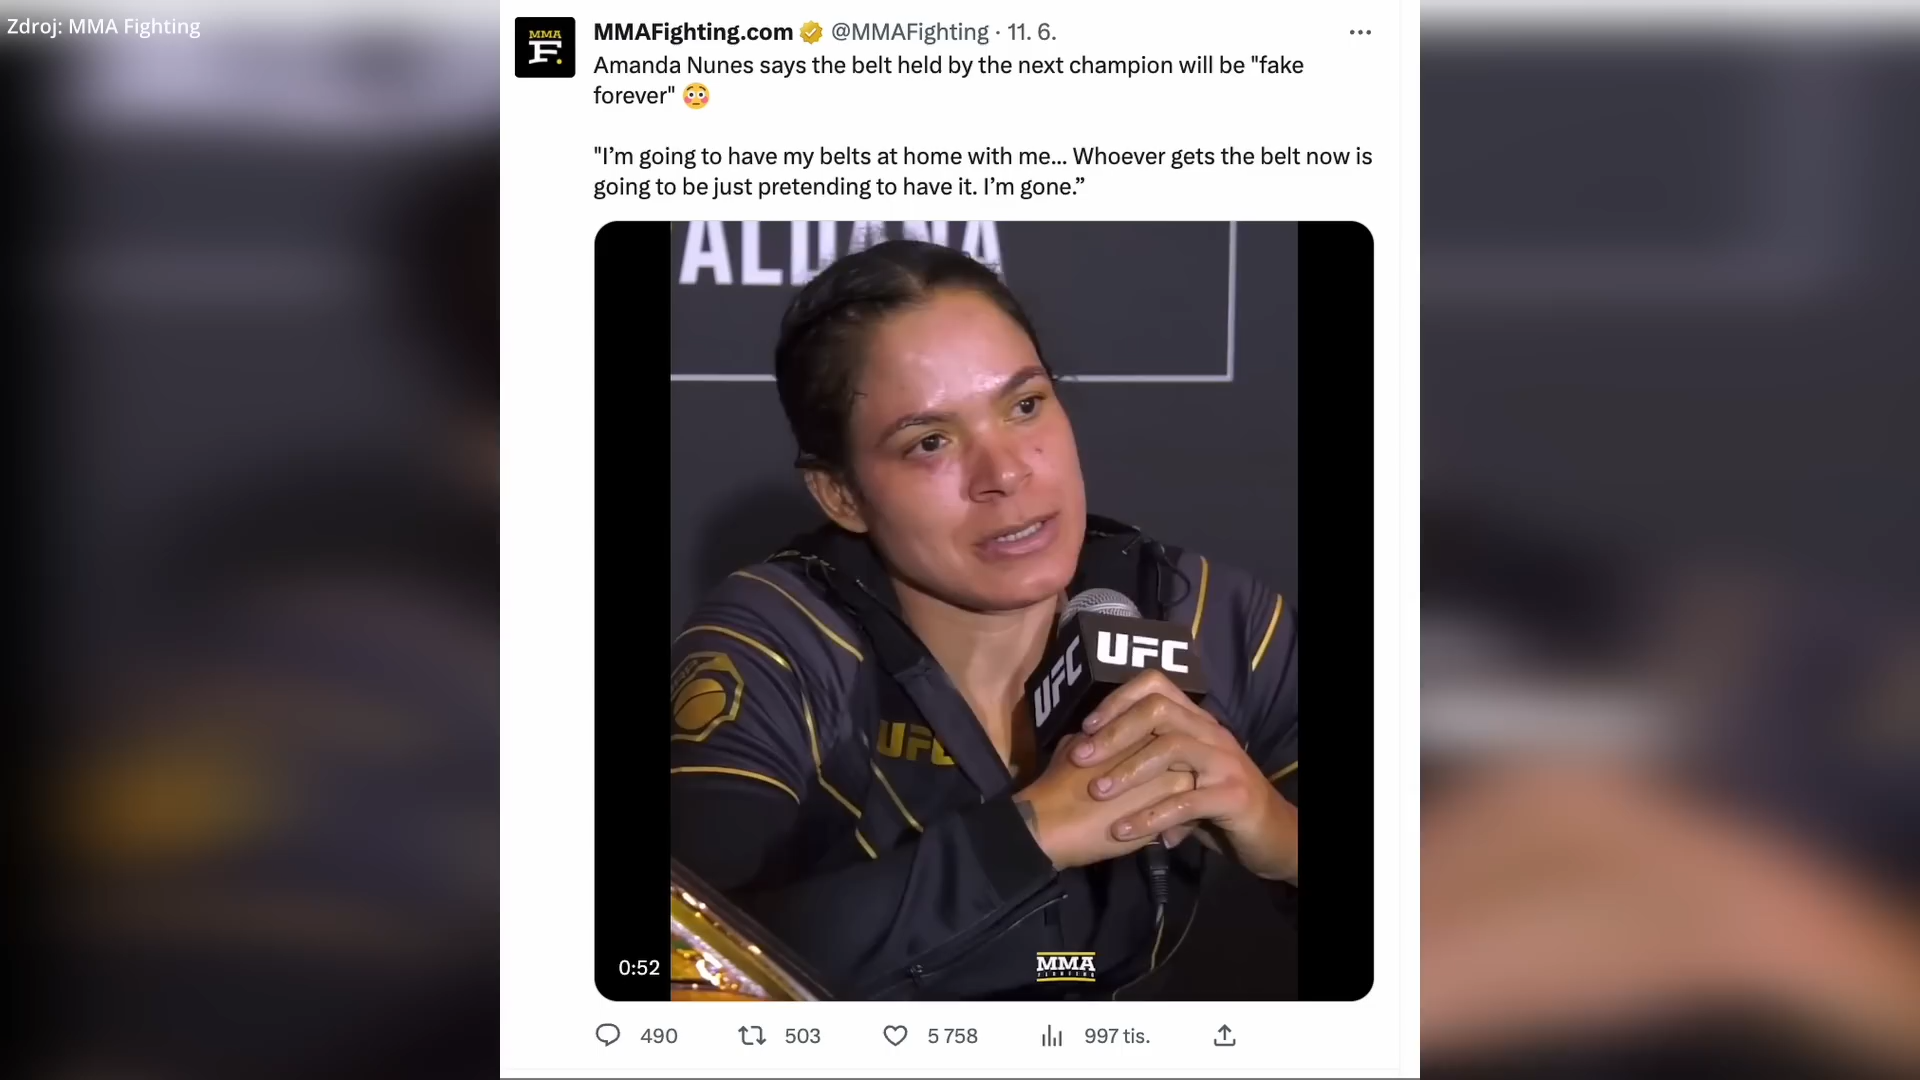 Zdroj: MMA Fighting
MMA
F.
MMAFighting.com @MMAFighting · 11. 6.
Amanda Nunes says the belt held by the next champion will be "fake
forever" 😳
"I’m going to have my belts at home with me... Whoever gets the belt now is
going to be just pretending to have it. I’m gone.”
ALDANA
UFC
UFC
UFC
0:52
MMA
FIGHTING
490
503
5 758
997 tis.